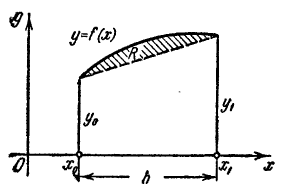 y
y=f(x)
R
y₀
y₁
x₀
x₁
x
h